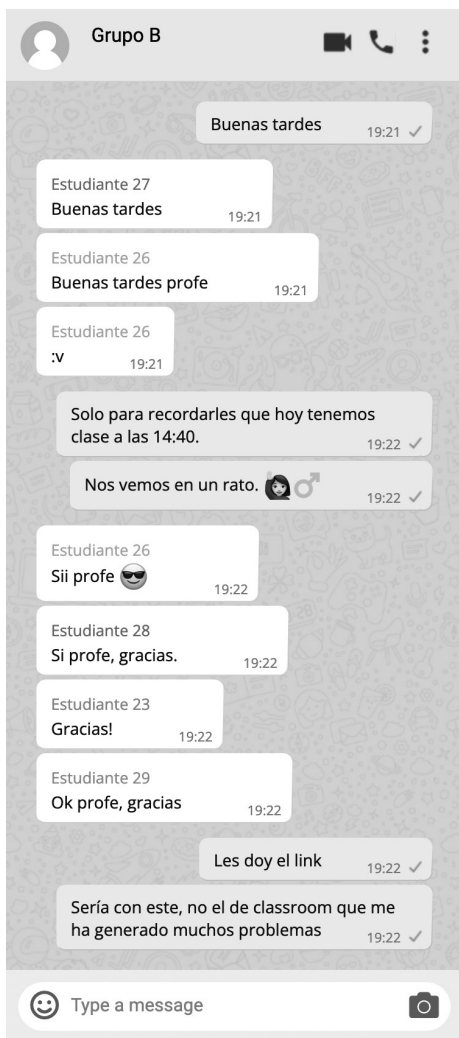 Grupo B
Buenas tardes
19:21
Estudiante 27
Buenas tardes
19:21
Estudiante 26
Buenas tardes profe
19:21
Estudiante 26
:v
19:21
Solo para recordarles que hoy tenemos
clase a las 14:40.
19:22
Nos vemos en un rato.
19:22
Estudiante 26
Sii profe 😎
19:22
Estudiante 28
Si profe, gracias.
19:22
Estudiante 23
Gracias!
19:22
Estudiante 29
Ok profe, gracias
19:22
Les doy el link
19:22
Sería con este, no el de classroom que me
ha generado muchos problemas
19:22
Type a message